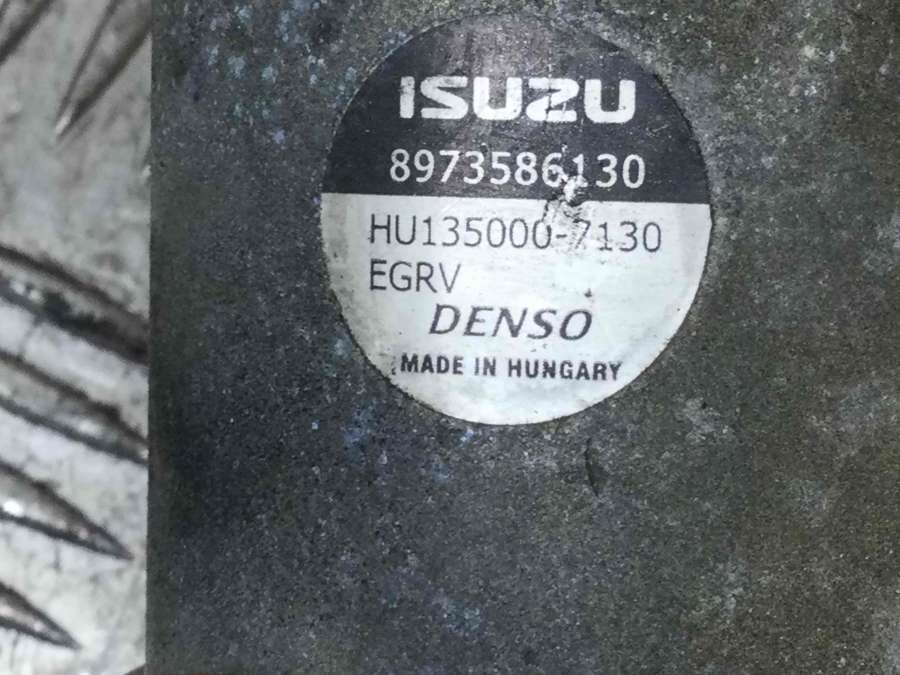 ISUZU
8973586130
HU135000-7130
EGRV
DENSO
MADE IN HUNGARY